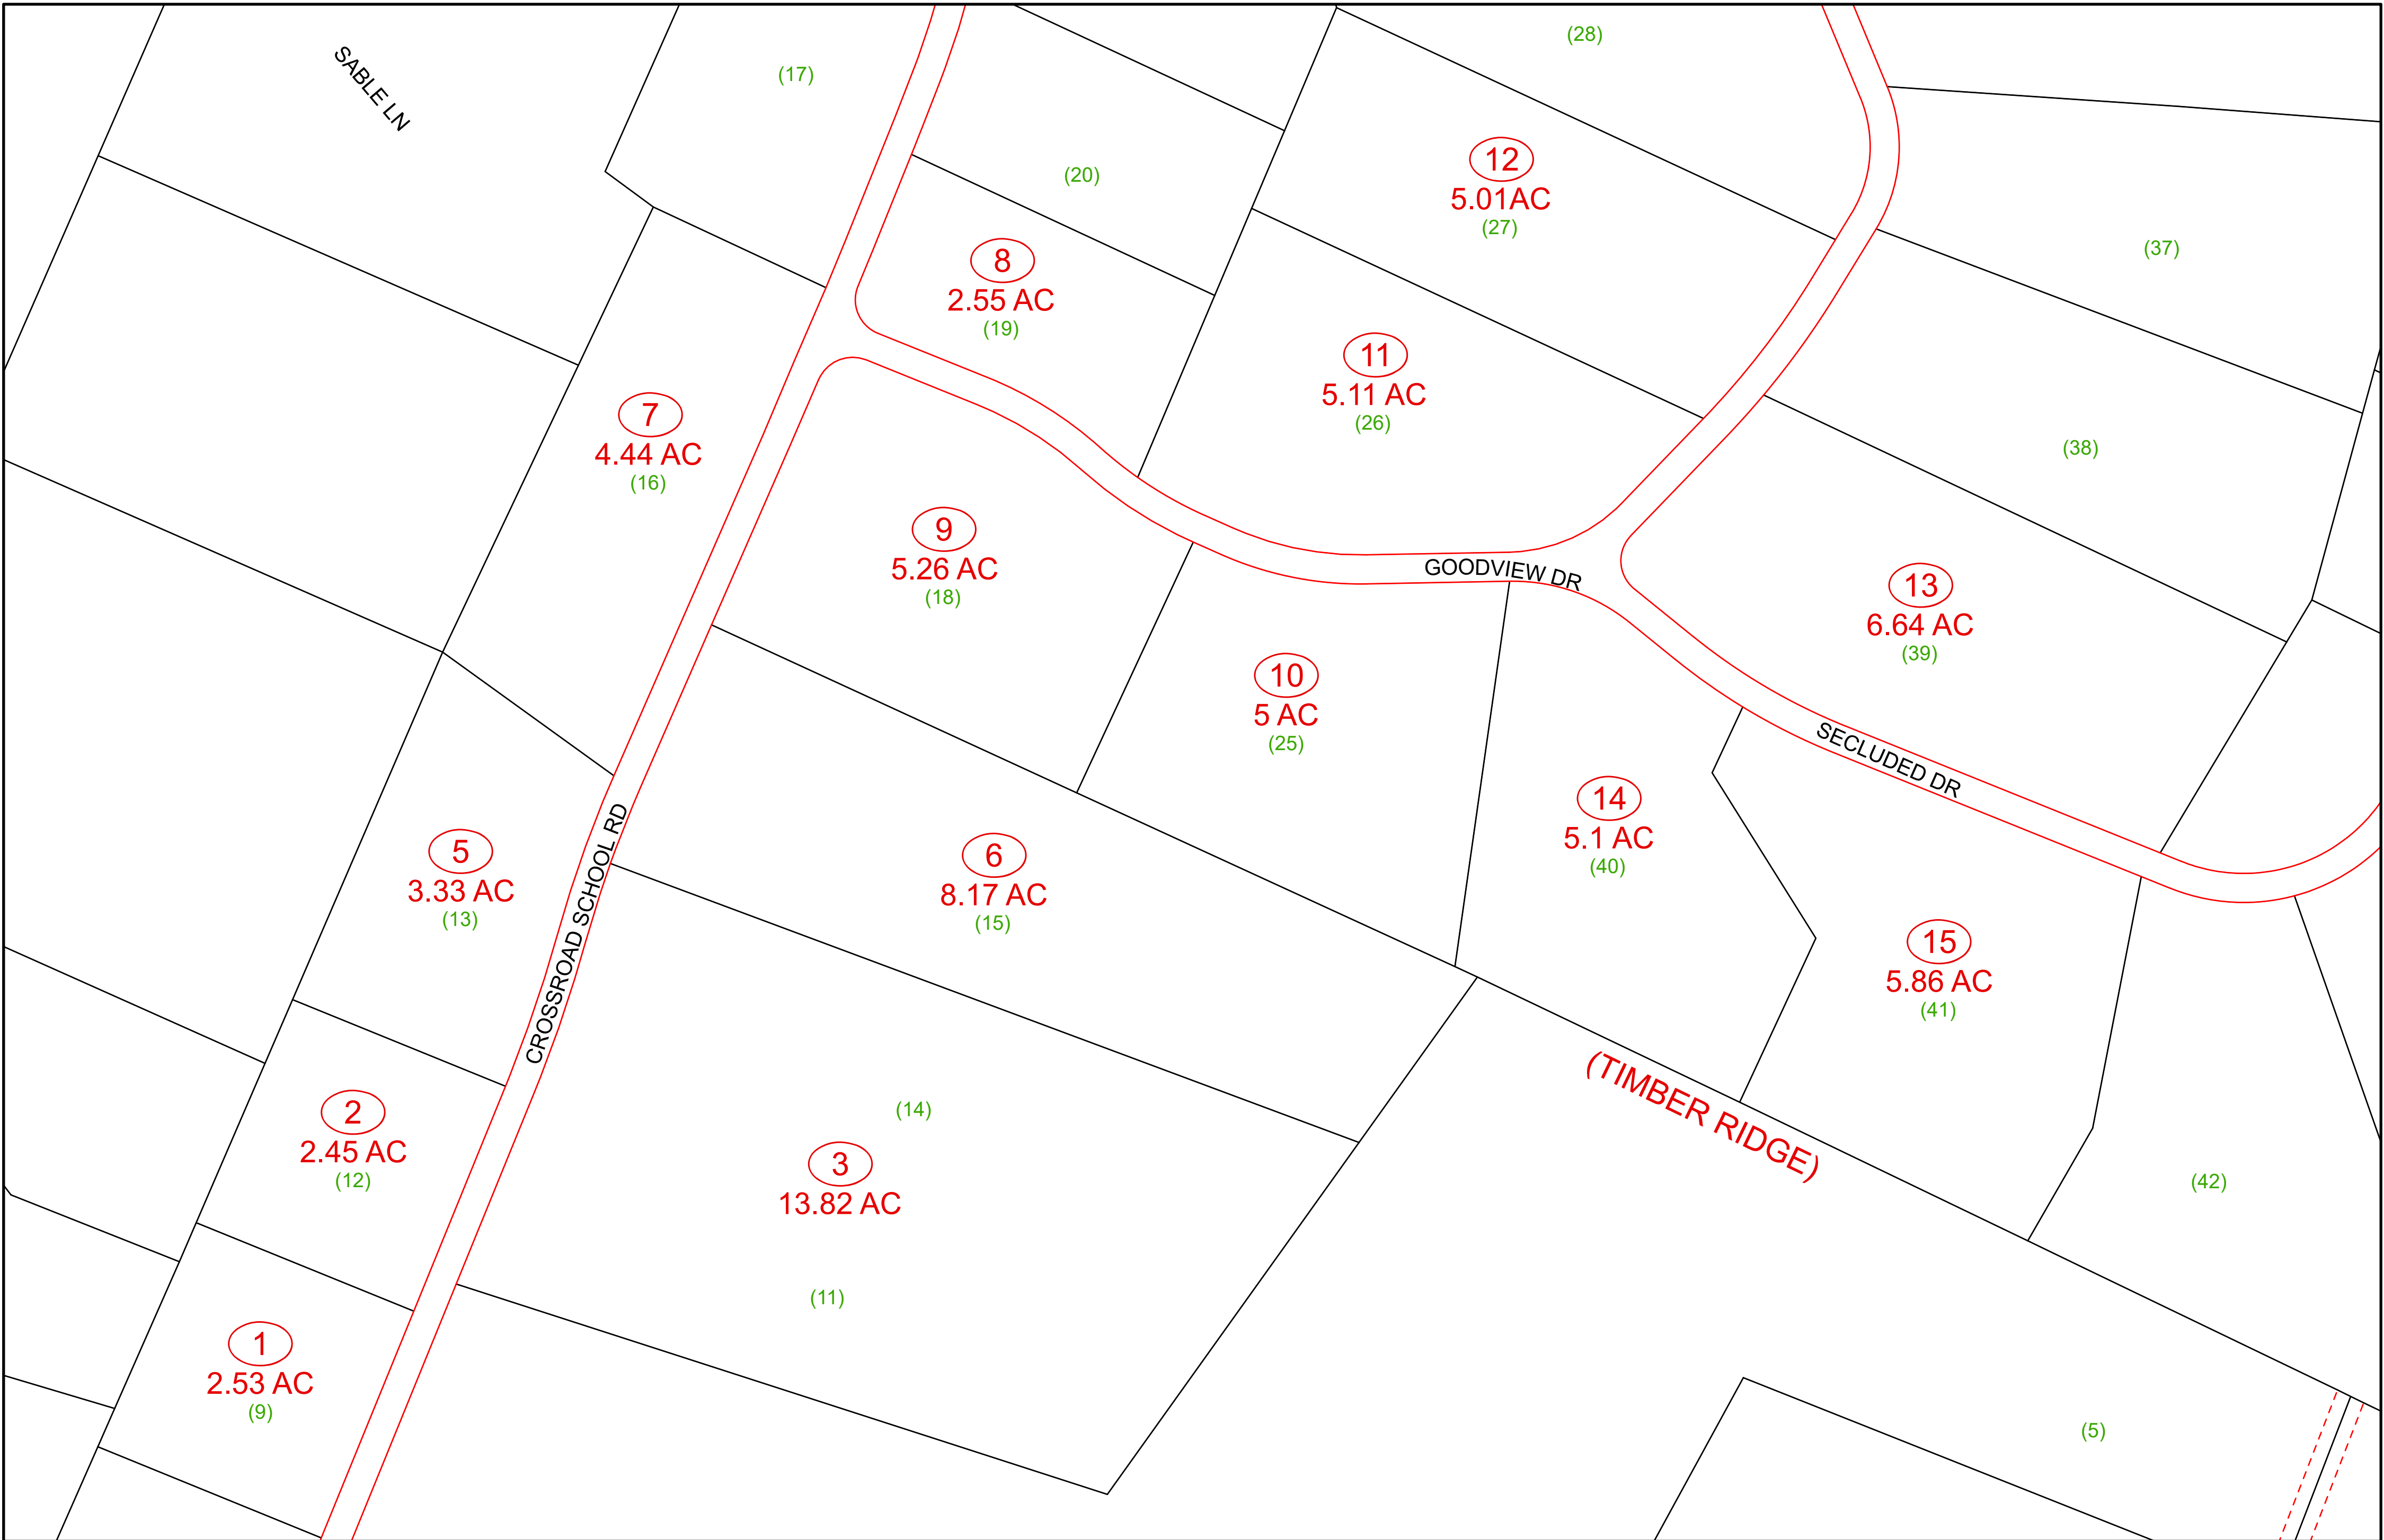 SABLE LN
(17)
(28)
(20)
12
5.01AC
(27)
(37)
8
2.55 AC
(19)
11
5.11 AC
(26)
7
4.44 AC
(16)
(38)
9
5.26 AC
(18)
GOODVIEW DR
13
6.64 AC
(39)
10
5 AC
(25)
SECLUDED DR
14
5.1 AC
(40)
5
3.33 AC
(13)
CROSSROAD SCHOOL RD
6
8.17 AC
(15)
15
5.86 AC
(41)
(TIMBER RIDGE)
2
2.45 AC
(12)
(14)
3
13.82 AC
(42)
(11)
1
2.53 AC
(9)
(5)